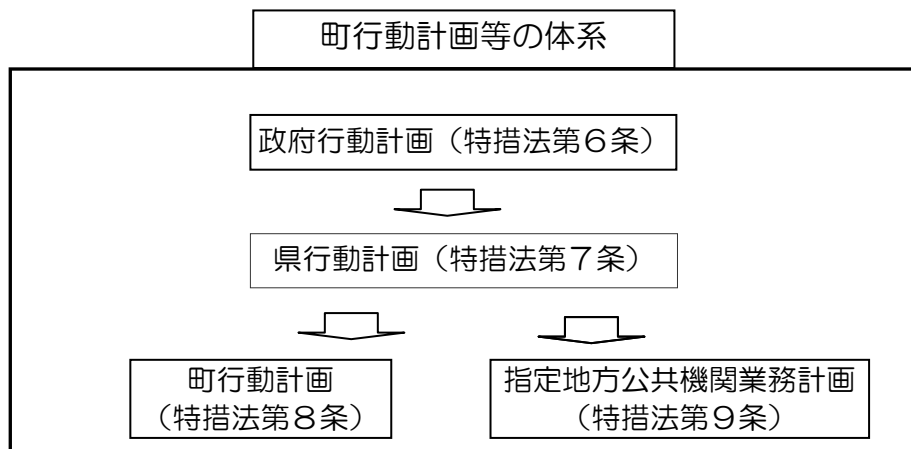 町行動計画等の体系
政府行動計画（特措法第６条）
県行動計画（特措法第７条）
町行動計画
（特措法第８条）
指定地方公共機関業務計画
（特措法第９条）